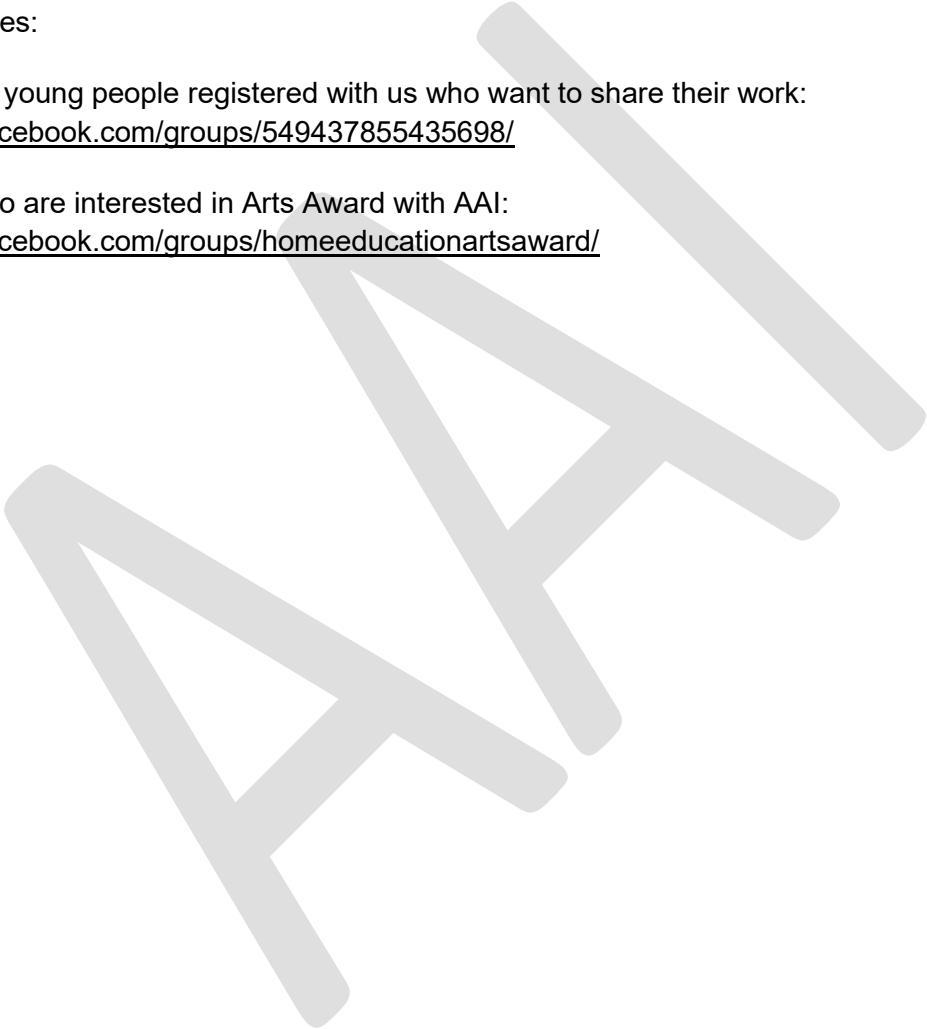 es:
young people registered with us who want to share their work:
cebook.com/groups/549437855435698/
o are interested in Arts Award with AAI:
cebook.com/groups/homeeducationartsaward/
AAI